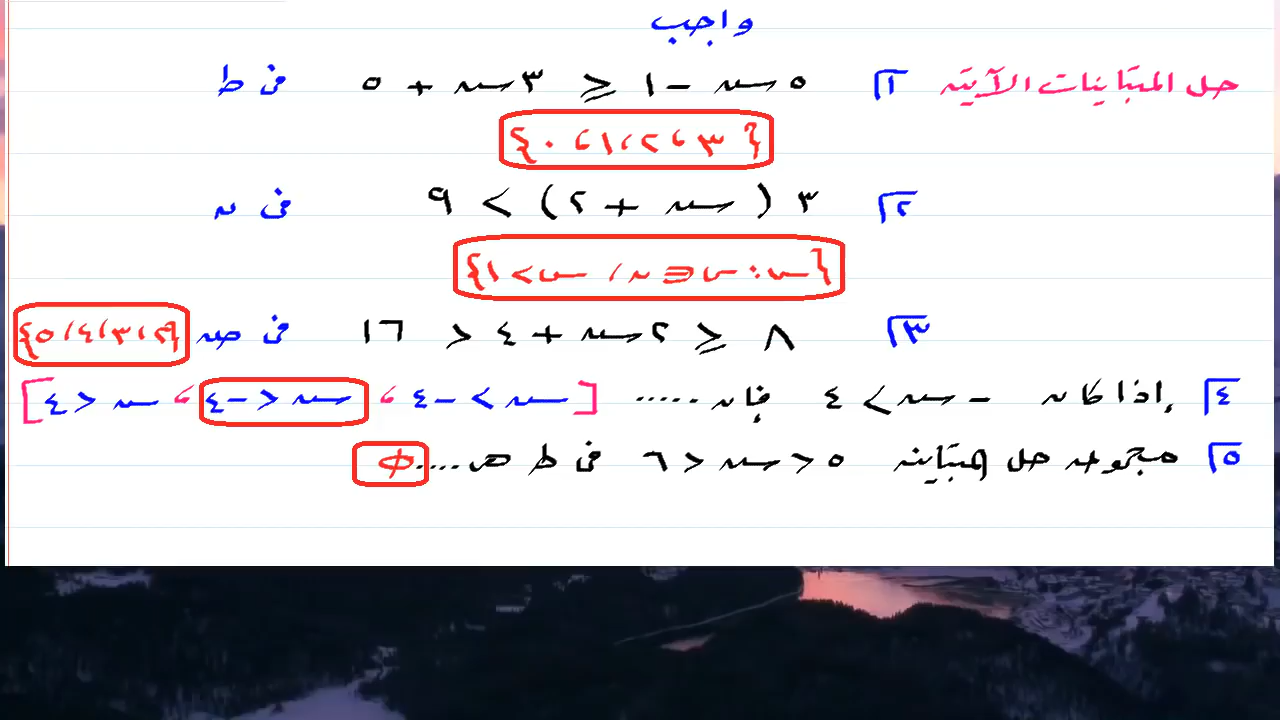 واجب
حل المتباينات الآتية ١ ٥س - ١ ≤ ٣س + ٥ في ط
{ ٣ ، ٢ ، ١ ، ٠ }
٢ ٣ ( س + ٢ ) > ٩ في ن
{ س : س ∈ ن ، س > ١ }
٣ ٨ ≤ ٢س + ٤ < ١٦ في ص { ٢ ، ٣ ، ٤ ، ٥ }
٤ إذا كان - س > ٤ فإن ..... [ س > -٤ ، س < -٤ ، س < ٤ ]
٥ مجموعة حل المتباينة ٥ < س < ٦ في ط هى .... Φ